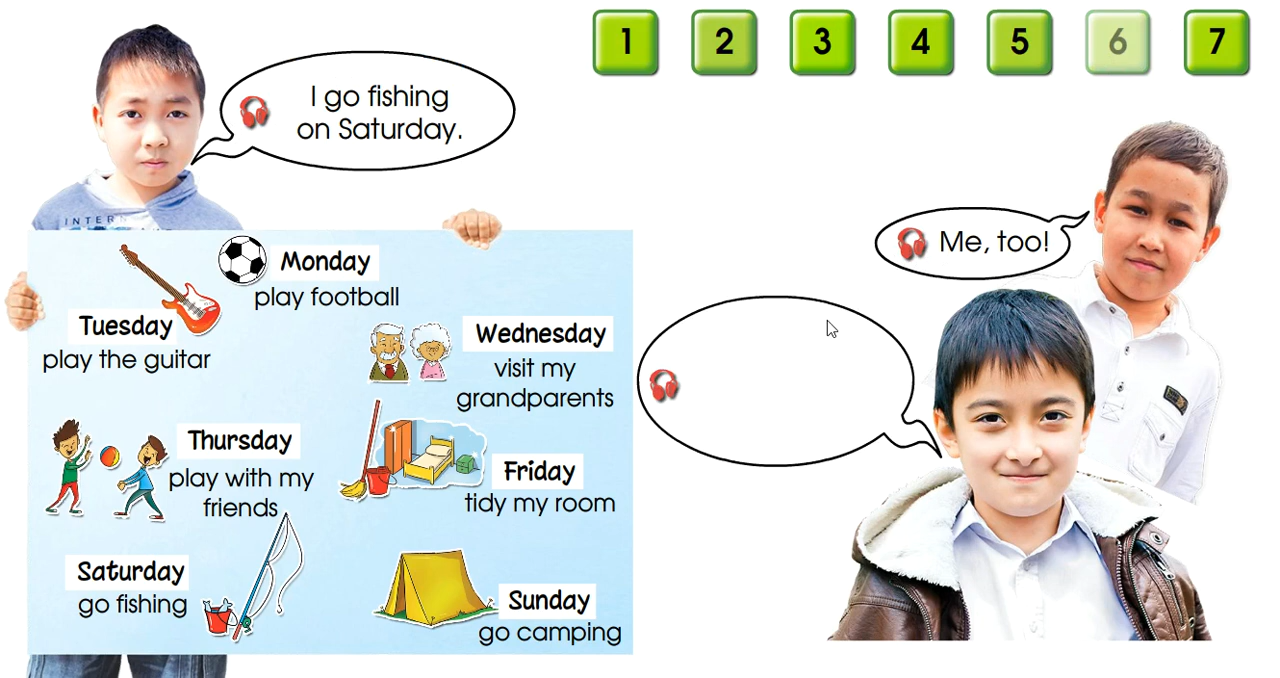 1 2 3 4 5 6 7
I go fishing
on Saturday.
INTER
Me, too!
Monday
play football
Tuesday
play the guitar
Wednesday
visit my
grandparents
Thursday
play with my
friends
Friday
tidy my room
Saturday
go fishing
Sunday
go camping